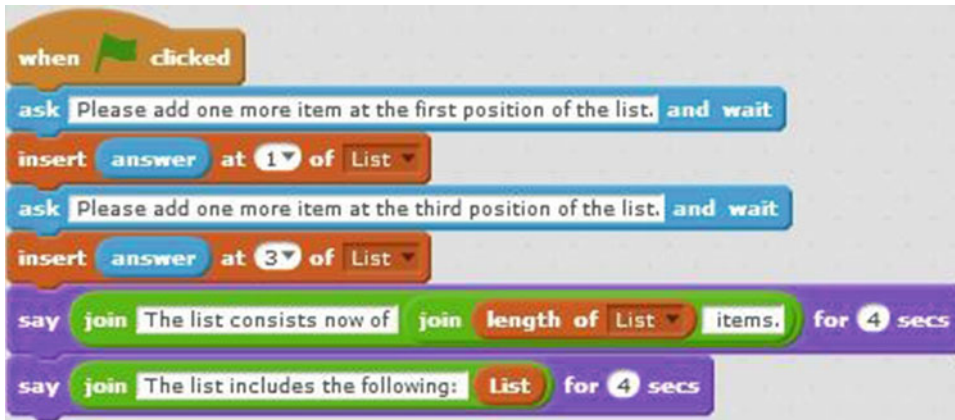 when clicked
ask Please add one more item at the first position of the list. and wait
insert answer at 1 of List
ask Please add one more item at the third position of the list. and wait
insert answer at 3 of List
say join The list consists now of join length of List items. for 4 secs
say join The list includes the following: List for 4 secs